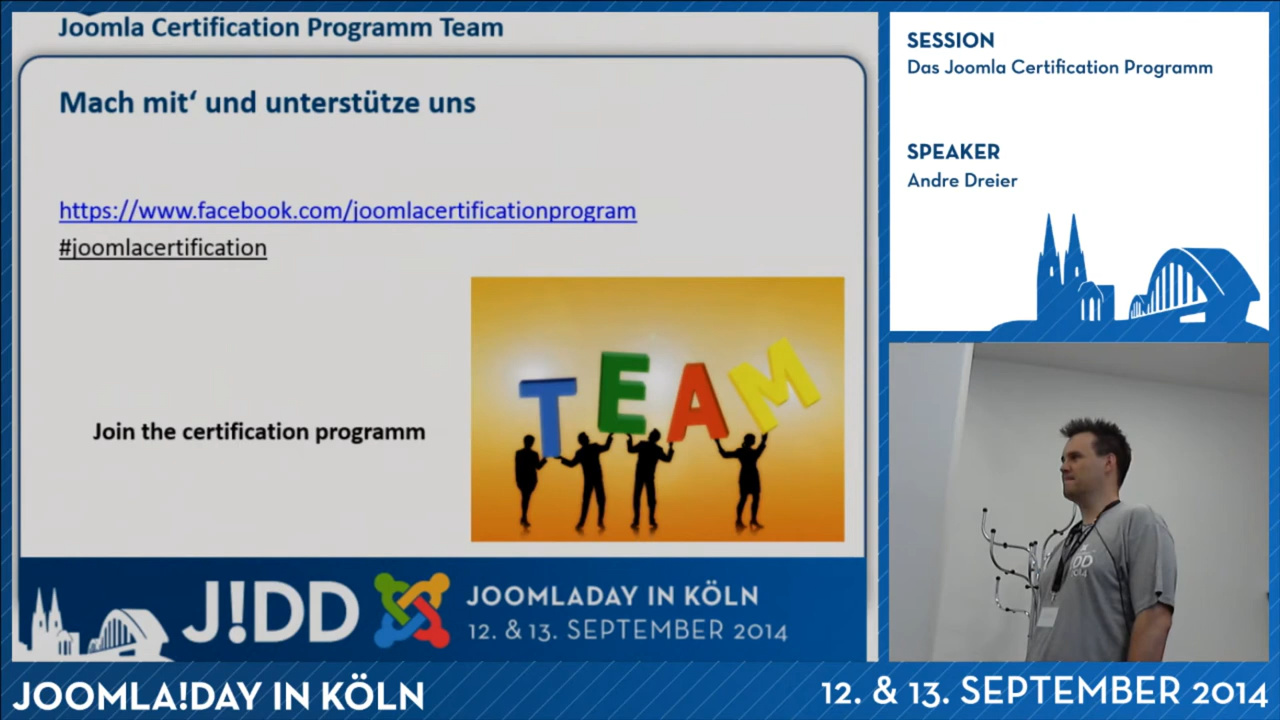 Joomla Certification Programm Team
Mach mit‘ und unterstütze uns
https://www.facebook.com/joomlacertificationprogram
#joomlacertification
TEAM
Join the certification programm
J!DD
JOOMLADAY IN KÖLN
12. & 13. SEPTEMBER 2014
SESSION
Das Joomla Certification Programm
SPEAKER
Andre Dreier
JOOMLA!DAY IN KÖLN
12. & 13. SEPTEMBER 2014